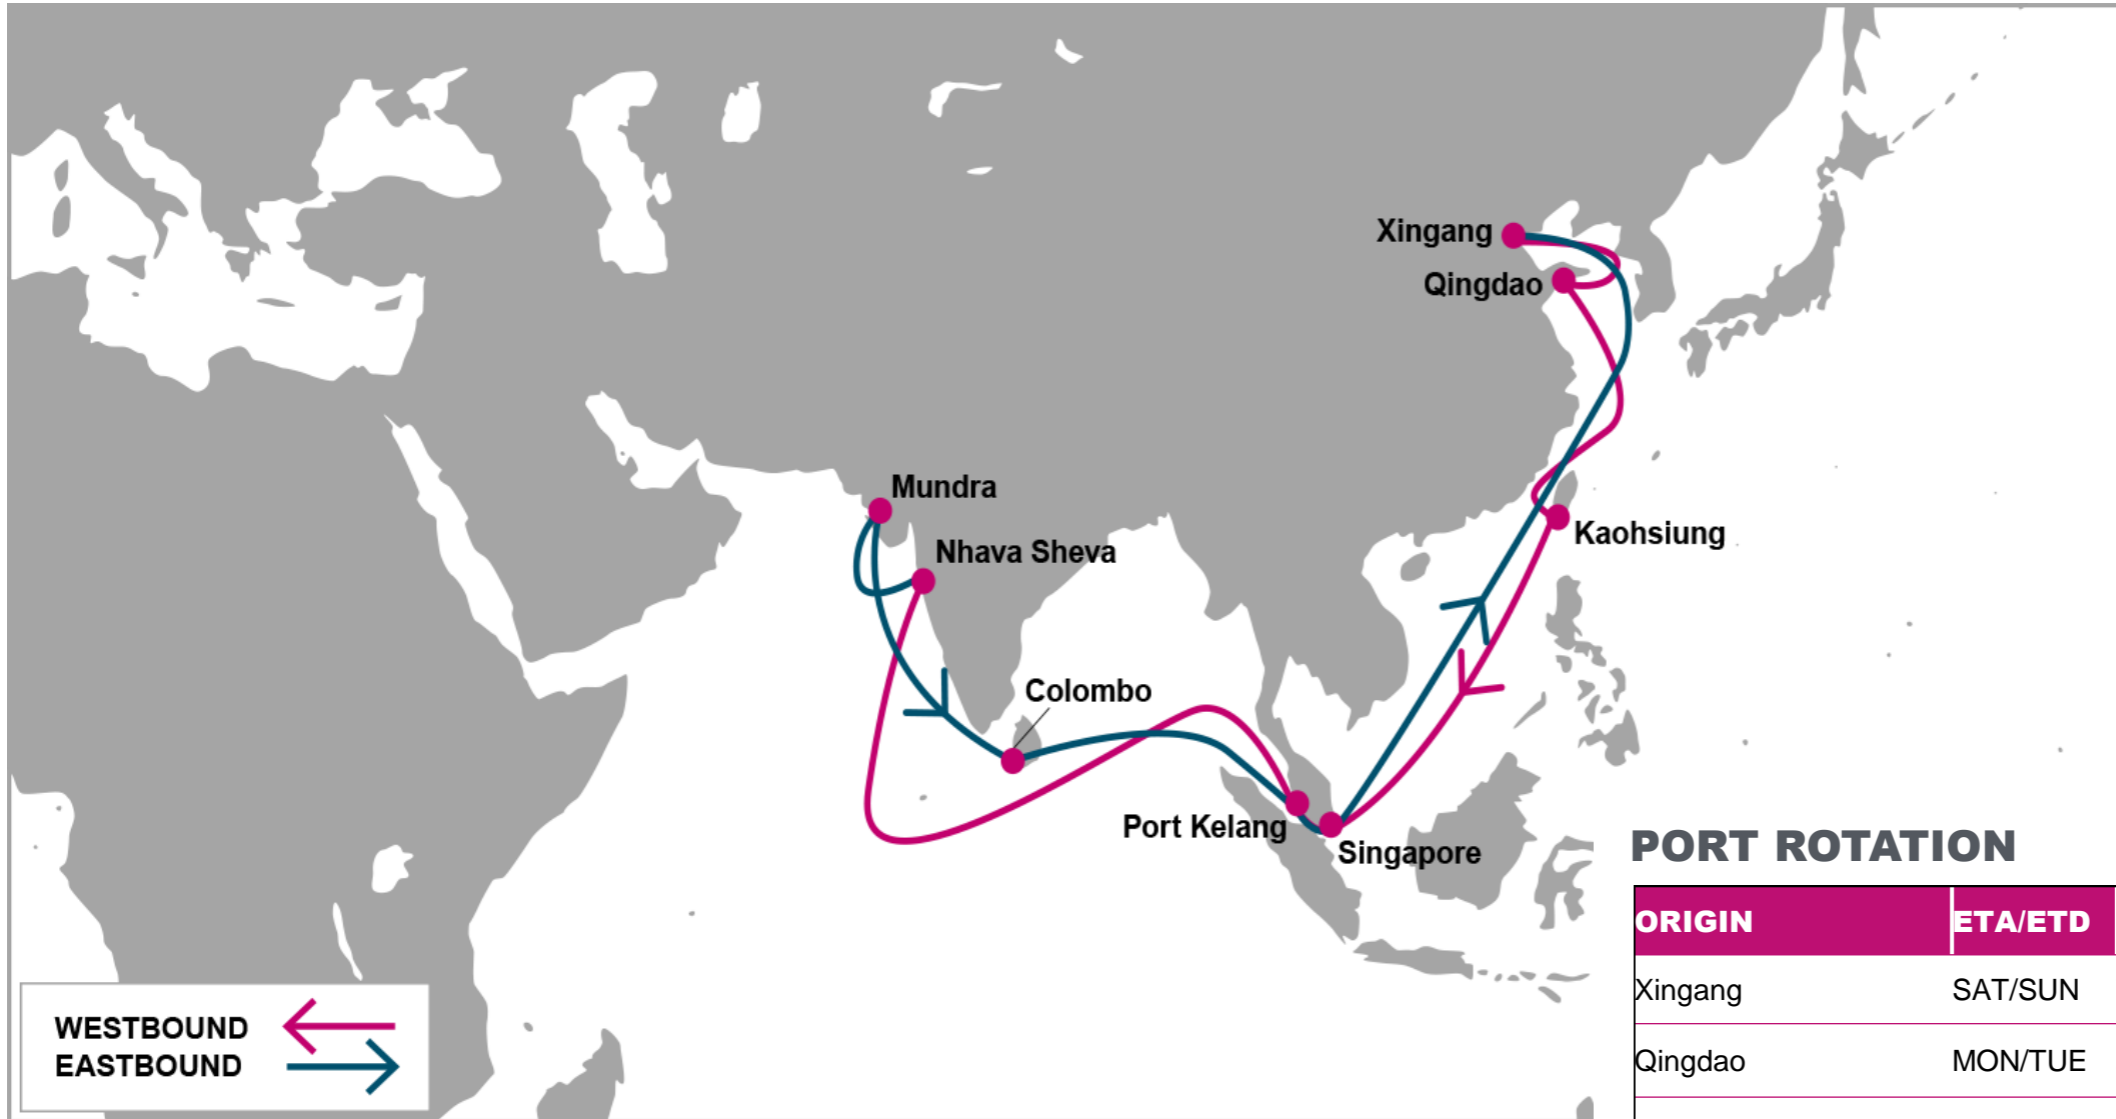 Xingang
Qingdao
Mundra
Nhava Sheva
Kaohsiung
Colombo
Port Kelang
Singapore
WESTBOUND
EASTBOUND
PORT ROTATION
ORIGIN ETA/ETD
Xingang SAT/SUN
Qingdao MON/TUE